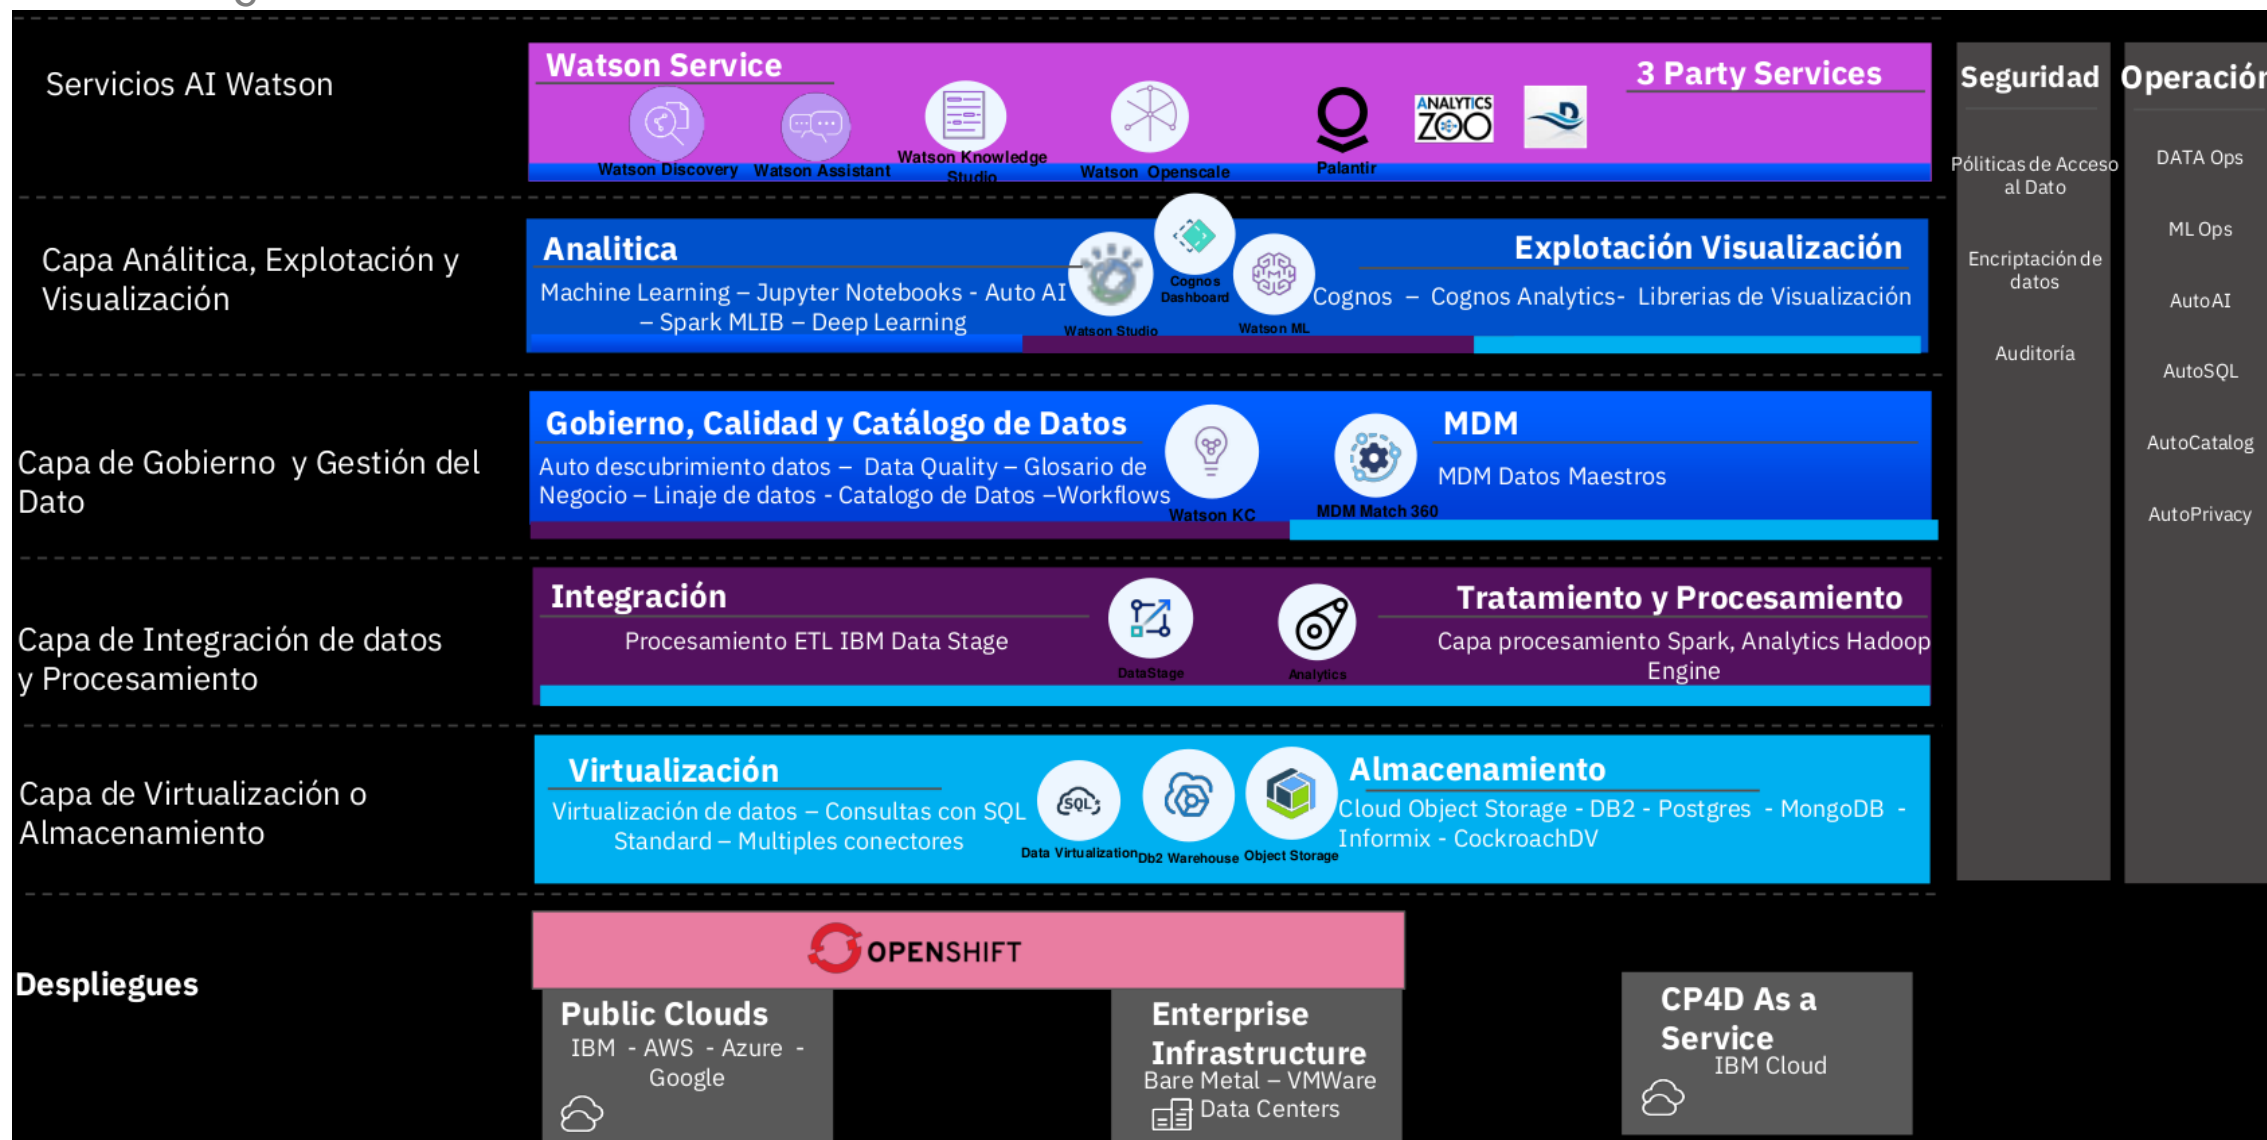 Servicios AI Watson
Watson Service
3 Party Services
Watson Discovery
Watson Assistant
Watson Knowledge
Studio
Watson Openscale
Palantir
ANALYTICS
ZOO
D
Capa Análitica, Explotación y
Visualización
Analitica
Machine Learning – Jupyter Notebooks - Auto AI
– Spark MLIB – Deep Learning
Watson Studio
Cognos
Dashboard
Watson ML
Explotación Visualización
Cognos – Cognos Analytics- Librerias de Visualización
Capa de Gobierno y Gestión del
Dato
Gobierno, Calidad y Catálogo de Datos
Auto descubrimiento datos – Data Quality – Glosario de
Negocio – Linaje de datos - Catalogo de Datos –Workflows
Watson KC
MDM Match 360
MDM
MDM Datos Maestros
Capa de Integración de datos
y Procesamiento
Integración
Procesamiento ETL IBM Data Stage
DataStage
Analytics
Tratamiento y Procesamiento
Capa procesamiento Spark, Analytics Hadoop
Engine
Capa de Virtualización o
Almacenamiento
Virtualización
Virtualización de datos – Consultas con SQL
Standard – Multiples conectores
SQL
Data Virtualization
Db2 Warehouse
Object Storage
Almacenamiento
Cloud Object Storage - DB2 - Postgres - MongoDB -
Informix - CockroachDV
Seguridad
Póliticas de Acceso
al Dato
Encriptación de
datos
Auditoría
Operación
DATA Ops
ML Ops
AutoAI
AutoSQL
AutoCatalog
AutoPrivacy
Despliegues
OPENSHIFT
Public Clouds
IBM - AWS - Azure -
Google
Enterprise
Infrastructure
Bare Metal – VMWare
Data Centers
CP4D As a
Service
IBM Cloud